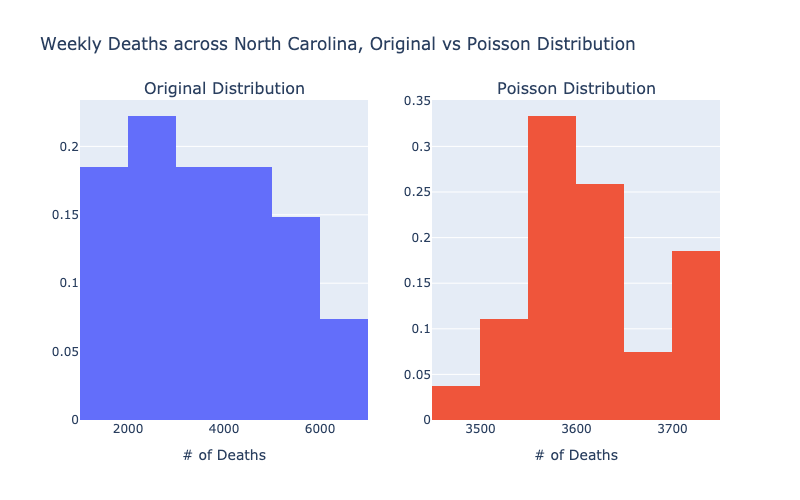 Weekly Deaths across North Carolina, Original vs Poisson Distribution
Original Distribution
0.2
0.15
0.1
0.05
0
2000 4000 6000
# of Deaths
Poisson Distribution
0.35
0.3
0.25
0.2
0.15
0.1
0.05
0
3500 3600 3700
# of Deaths